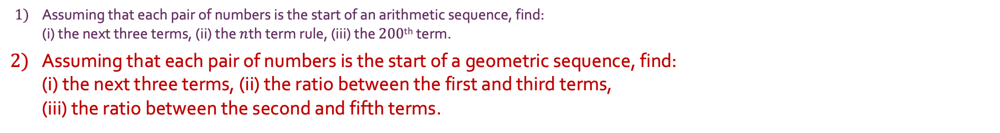 1) Assuming that each pair of numbers is the start of an arithmetic sequence, find:
(i) the next three terms, (ii) the nth term rule, (iii) the 200th term.
2) Assuming that each pair of numbers is the start of a geometric sequence, find:
(i) the next three terms, (ii) the ratio between the first and third terms,
(iii) the ratio between the second and fifth terms.